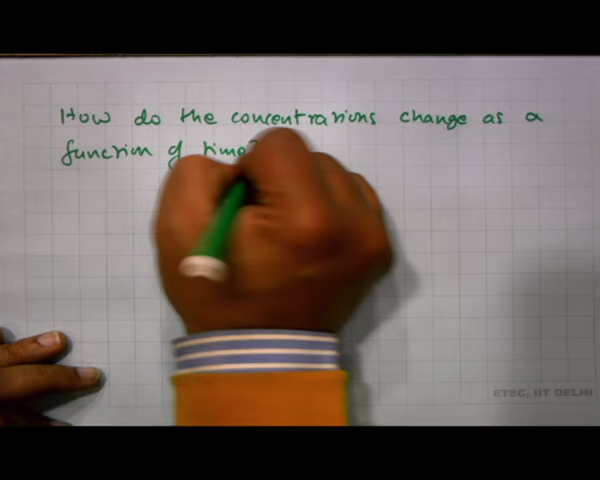 How do the concentrations change as a
function of time?
ETSC, IIT DELHI